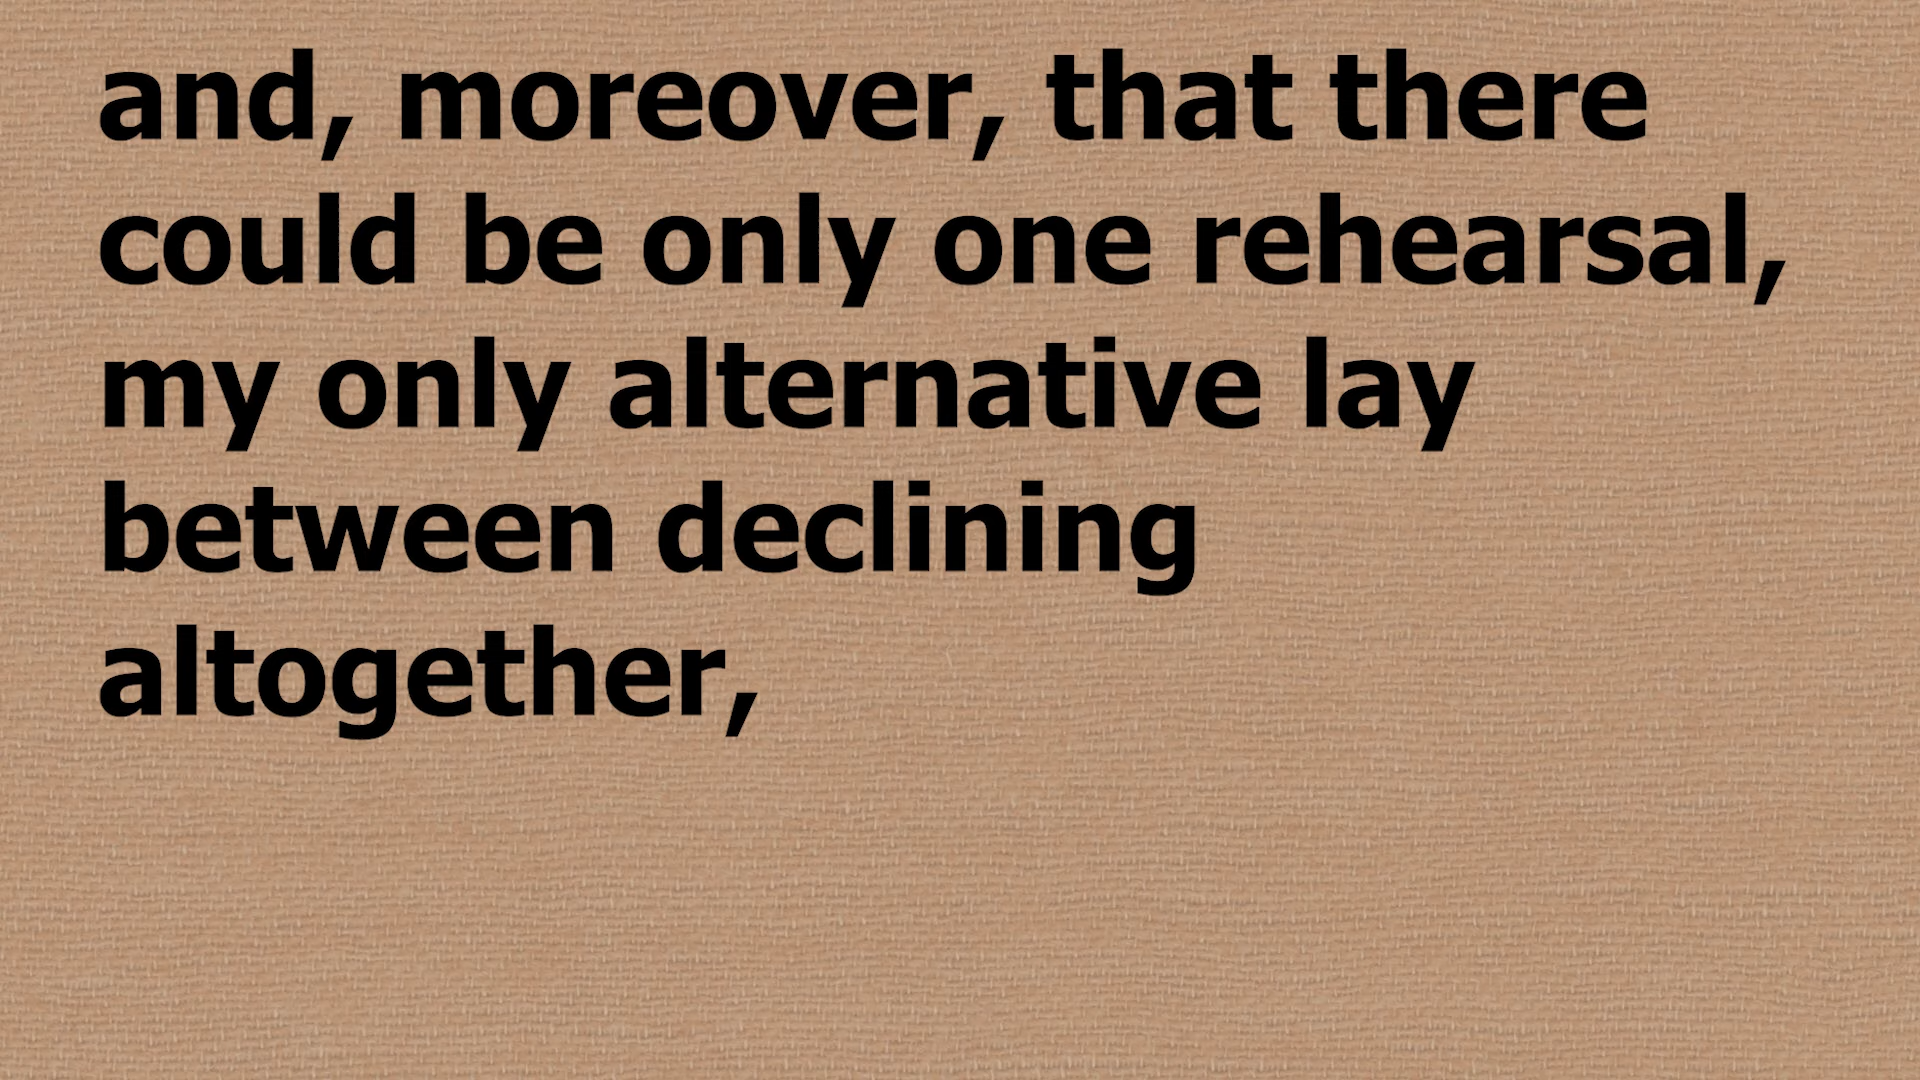 and, moreover, that there
could be only one rehearsal,
my only alternative lay
between declining
altogether,